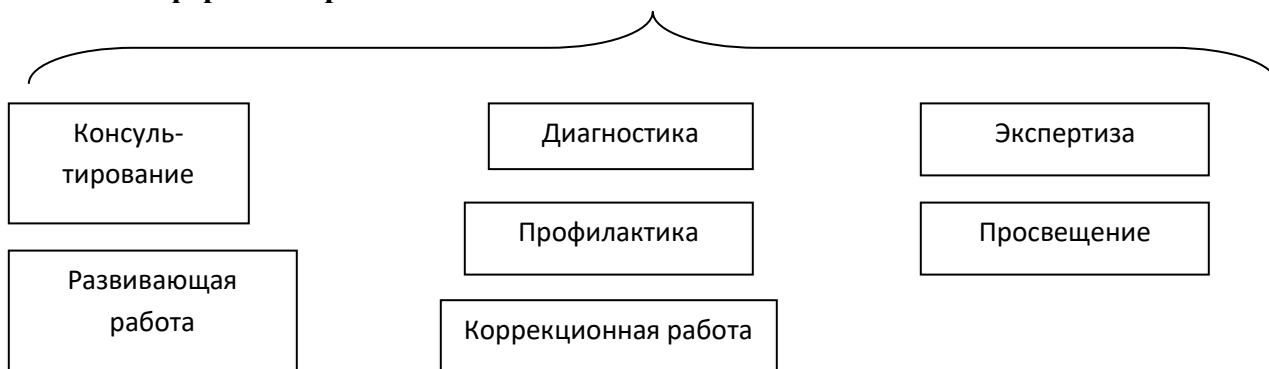 Консуль-
тирование
Диагностика
Экспертиза
Профилактика
Просвещение
Развивающая
работа
Коррекционная работа